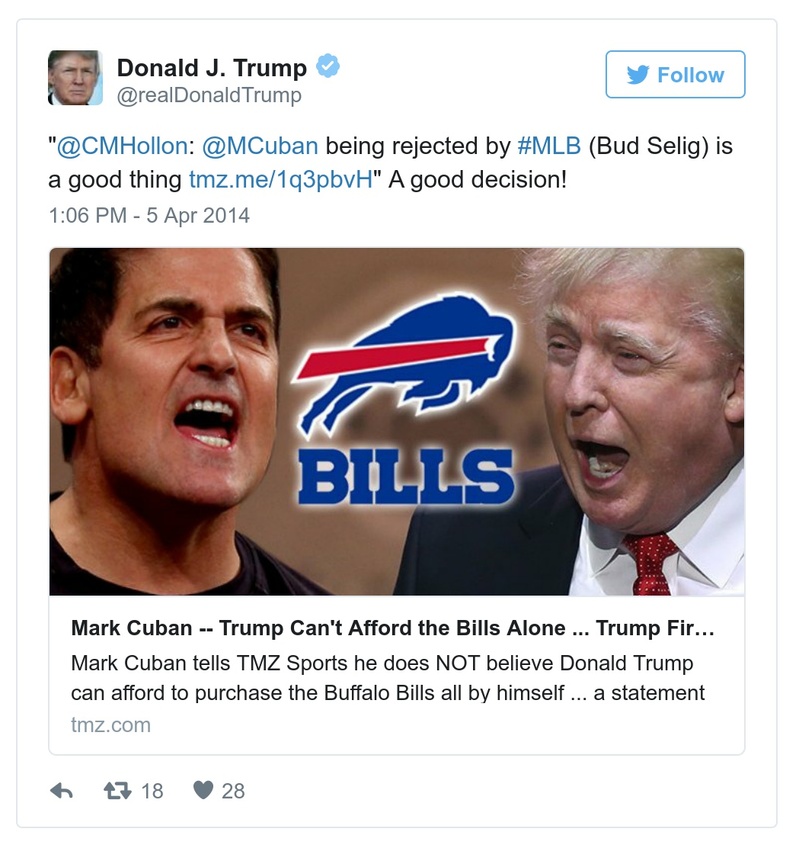 Donald J. Trump
@realDonaldTrump
Follow
"@CMHollon: @MCuban being rejected by #MLB (Bud Selig) is
a good thing tmz.me/1q3pbvH" A good decision!
1:06 PM - 5 Apr 2014
BILLS
Mark Cuban -- Trump Can't Afford the Bills Alone ... Trump Fir...
Mark Cuban tells TMZ Sports he does NOT believe Donald Trump
can afford to purchase the Buffalo Bills all by himself ... a statement
tmz.com
18 28